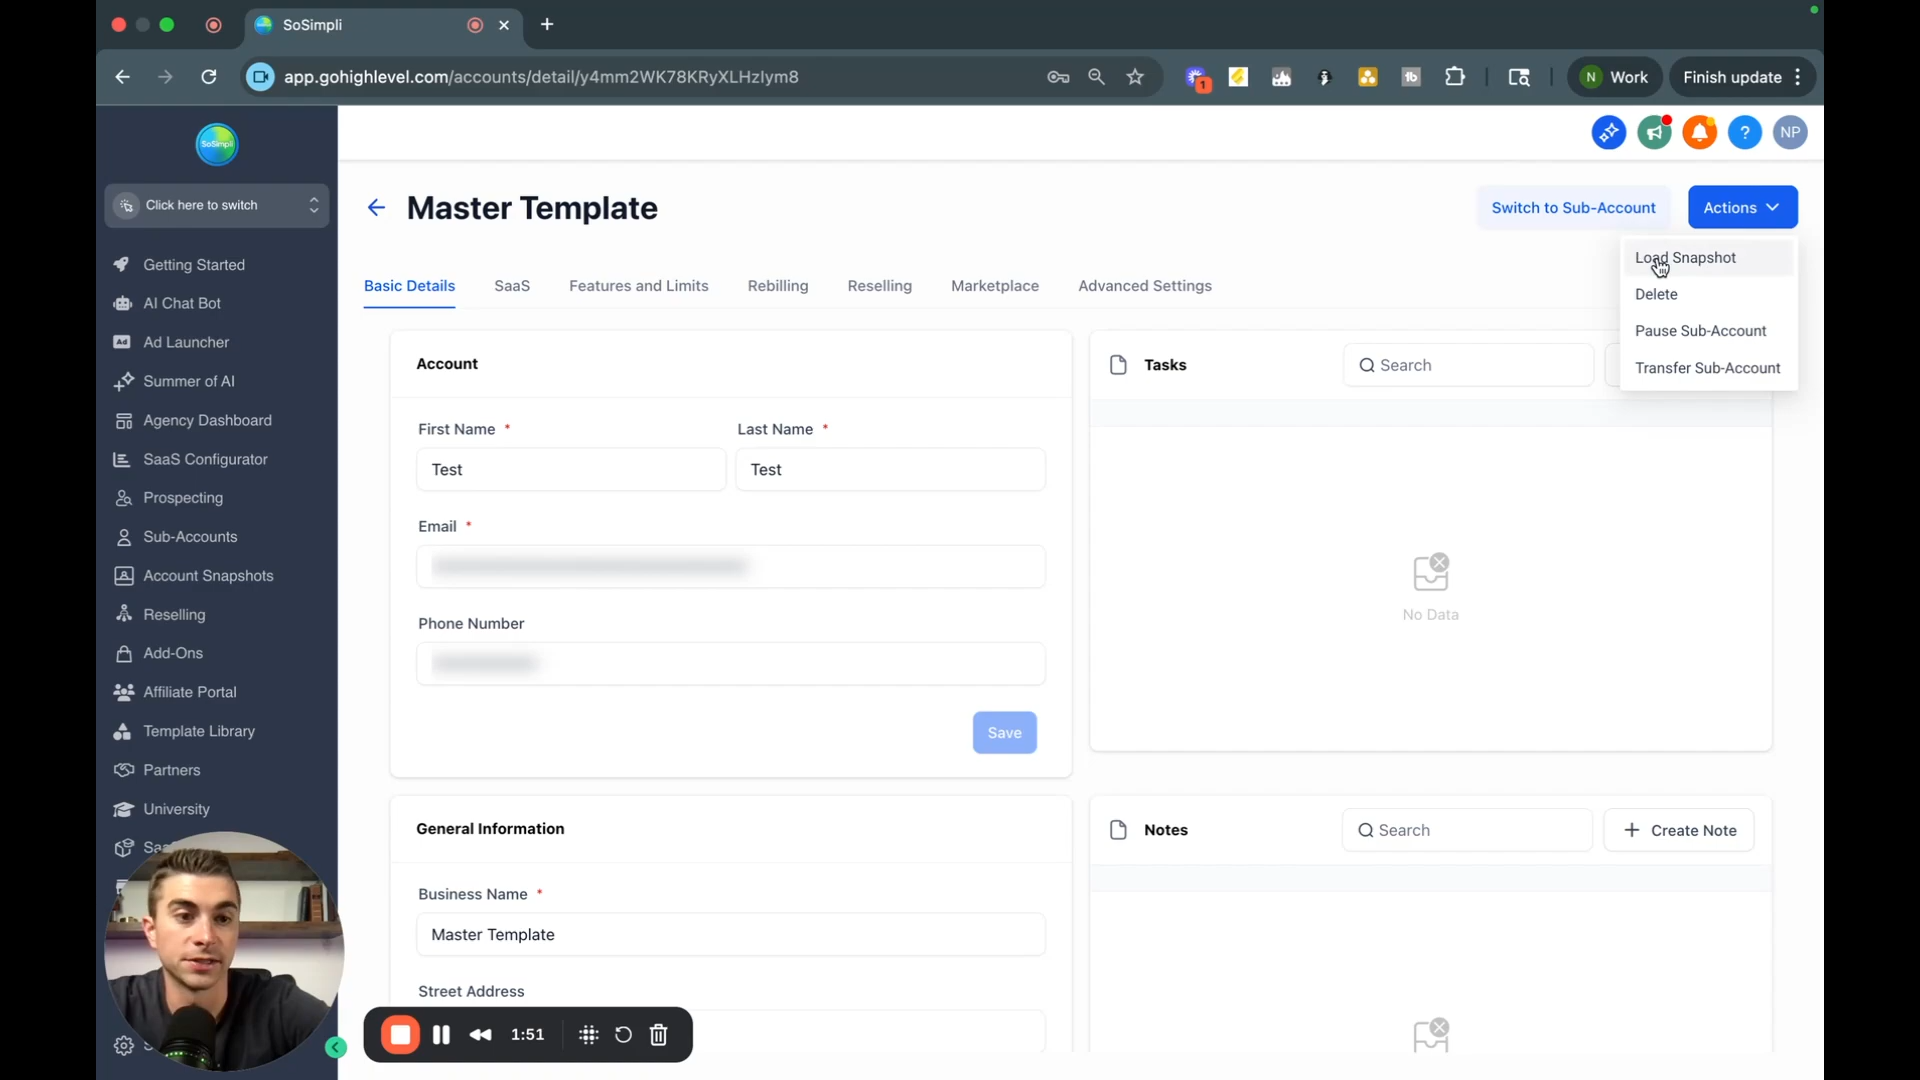 SoSimpli
app.gohighlevel.com/accounts/detail/y4mm2WK78KRyXLHzIym8
1
tb
N Work
Finish update
SoSimpli
Click here to switch
Getting Started
AI Chat Bot
Ad Launcher
Summer of AI
Agency Dashboard
SaaS Configurator
Prospecting
Sub-Accounts
Account Snapshots
Reselling
Add-Ons
Affiliate Portal
Template Library
Partners
University
? NP
Master Template
Switch to Sub-Account
Actions
Load Snapshot
Delete
Pause Sub-Account
Transfer Sub-Account
Basic Details SaaS Features and Limits Rebilling Reselling Marketplace Advanced Settings
Account
First Name * Last Name *
Test Test
Email *
Phone Number
Save
Tasks Search
No Data
General Information
Business Name *
Master Template
Street Address
Notes Search + Create Note
1:51